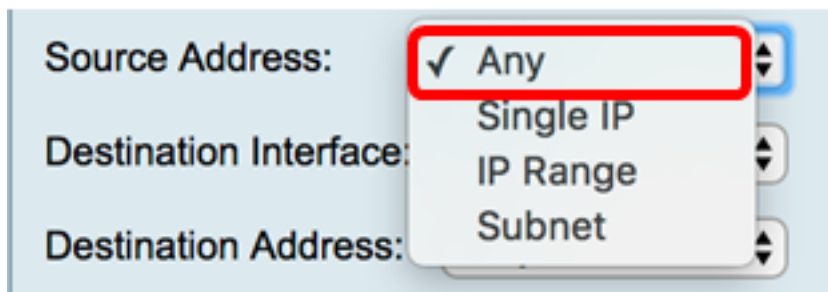 Source Address:
✓ Any
Single IP
Destination Interface:
IP Range
Subnet
Destination Address: